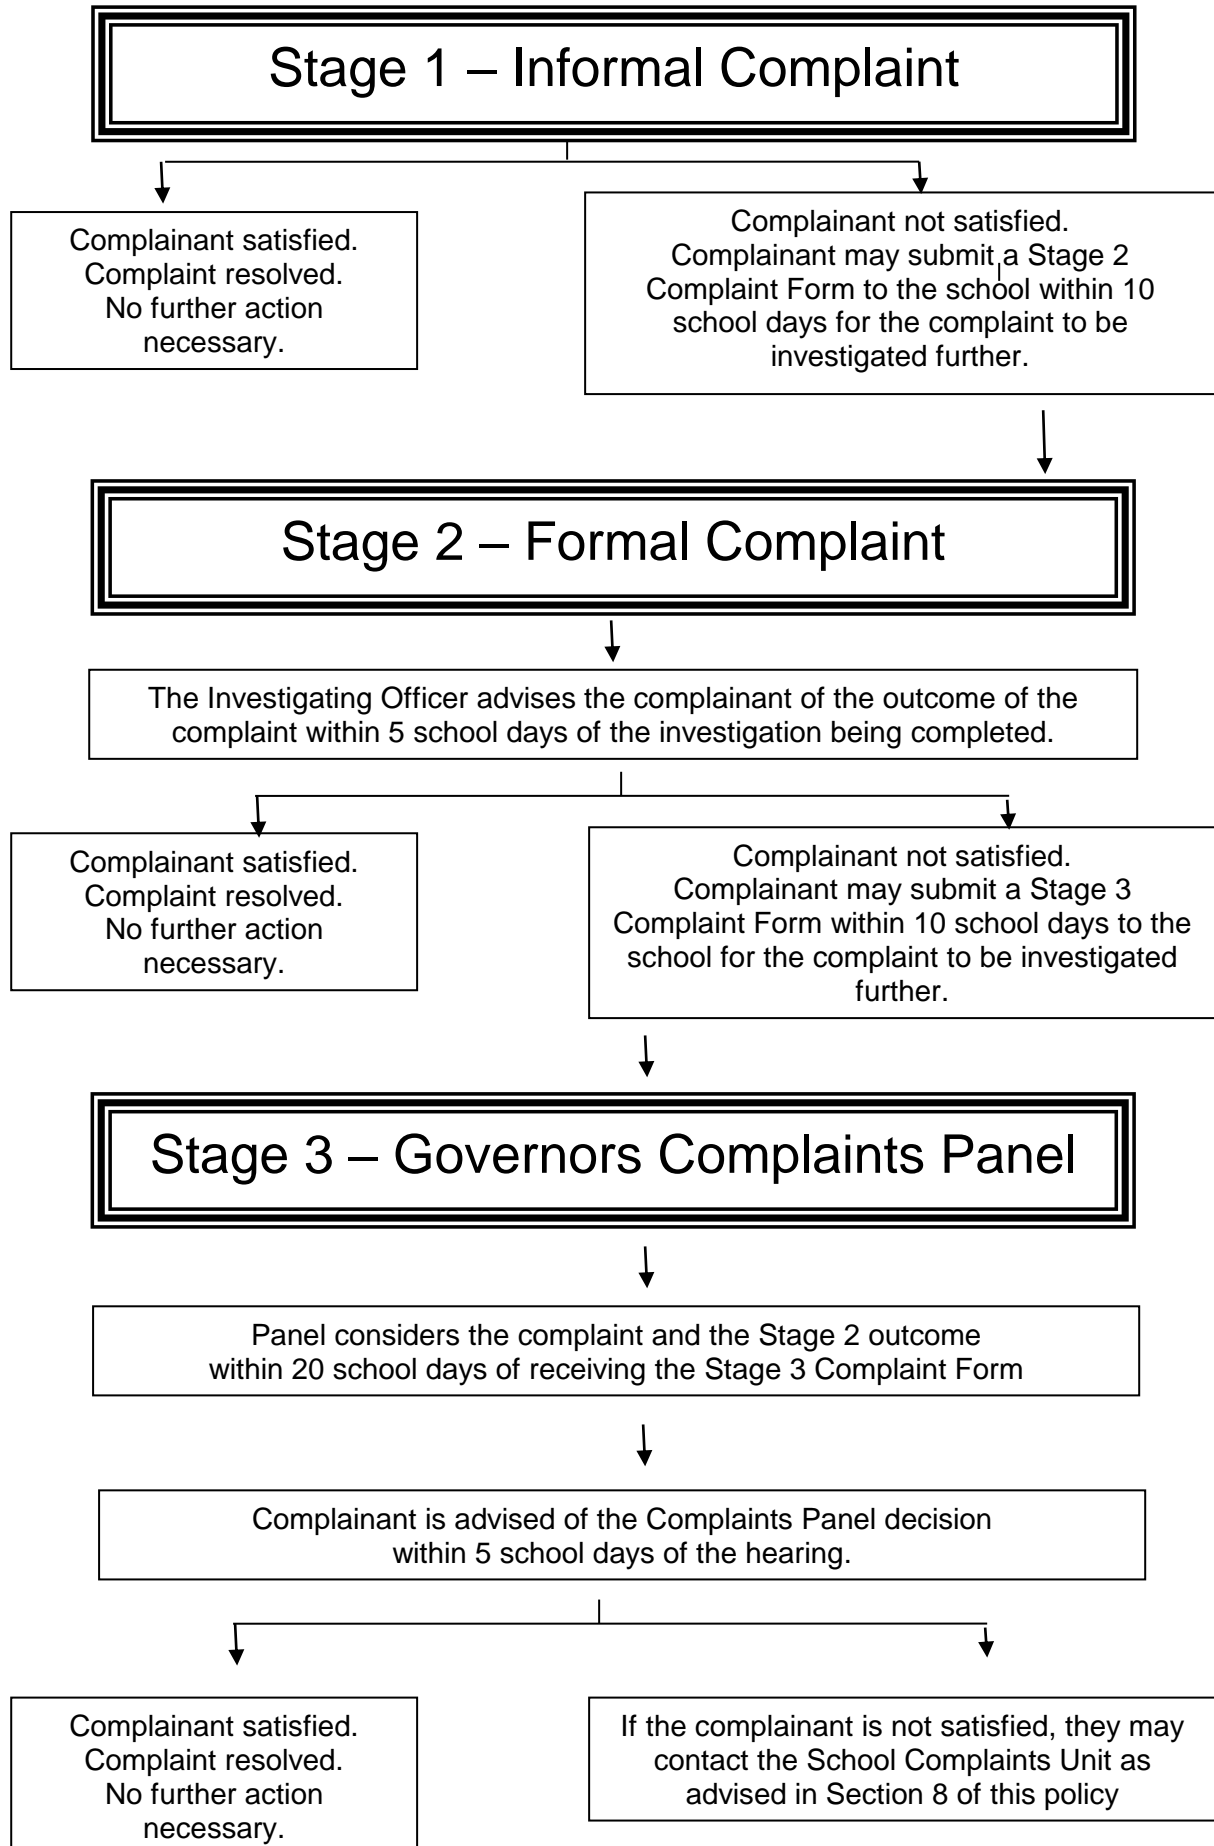 Stage 1 – Informal Complaint
Complainant satisfied.
Complaint resolved.
No further action
necessary.
Complainant not satisfied.
Complainant may submit a Stage 2
Complaint Form to the school within 10
school days for the complaint to be
investigated further.
Stage 2 – Formal Complaint
The Investigating Officer advises the complainant of the outcome of the
complaint within 5 school days of the investigation being completed.
Complainant satisfied.
Complaint resolved.
No further action
necessary.
Complainant not satisfied.
Complainant may submit a Stage 3
Complaint Form within 10 school days to the
school for the complaint to be investigated
further.
Stage 3 – Governors Complaints Panel
Panel considers the complaint and the Stage 2 outcome
within 20 school days of receiving the Stage 3 Complaint Form
Complainant is advised of the Complaints Panel decision
within 5 school days of the hearing.
Complainant satisfied.
Complaint resolved.
No further action
necessary.
If the complainant is not satisfied, they may
contact the School Complaints Unit as
advised in Section 8 of this policy